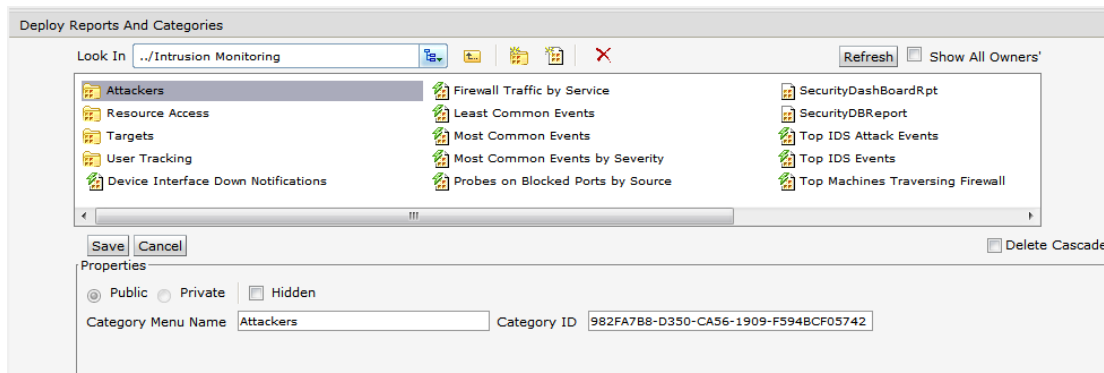 Deploy Reports And Categories
Look In ../Intrusion Monitoring Refresh Show All Owners'
Attackers Firewall Traffic by Service SecurityDashBoardRpt
Resource Access Least Common Events SecurityDBReport
Targets Most Common Events Top IDS Attack Events
User Tracking Most Common Events by Severity Top IDS Events
Device Interface Down Notifications Probes on Blocked Ports by Source Top Machines Traversing Firewall
Save Cancel Delete Cascade
Properties
Public Private Hidden
Category Menu Name Attackers Category ID 982FA7B8-D350-CA56-1909-F594BCF05742